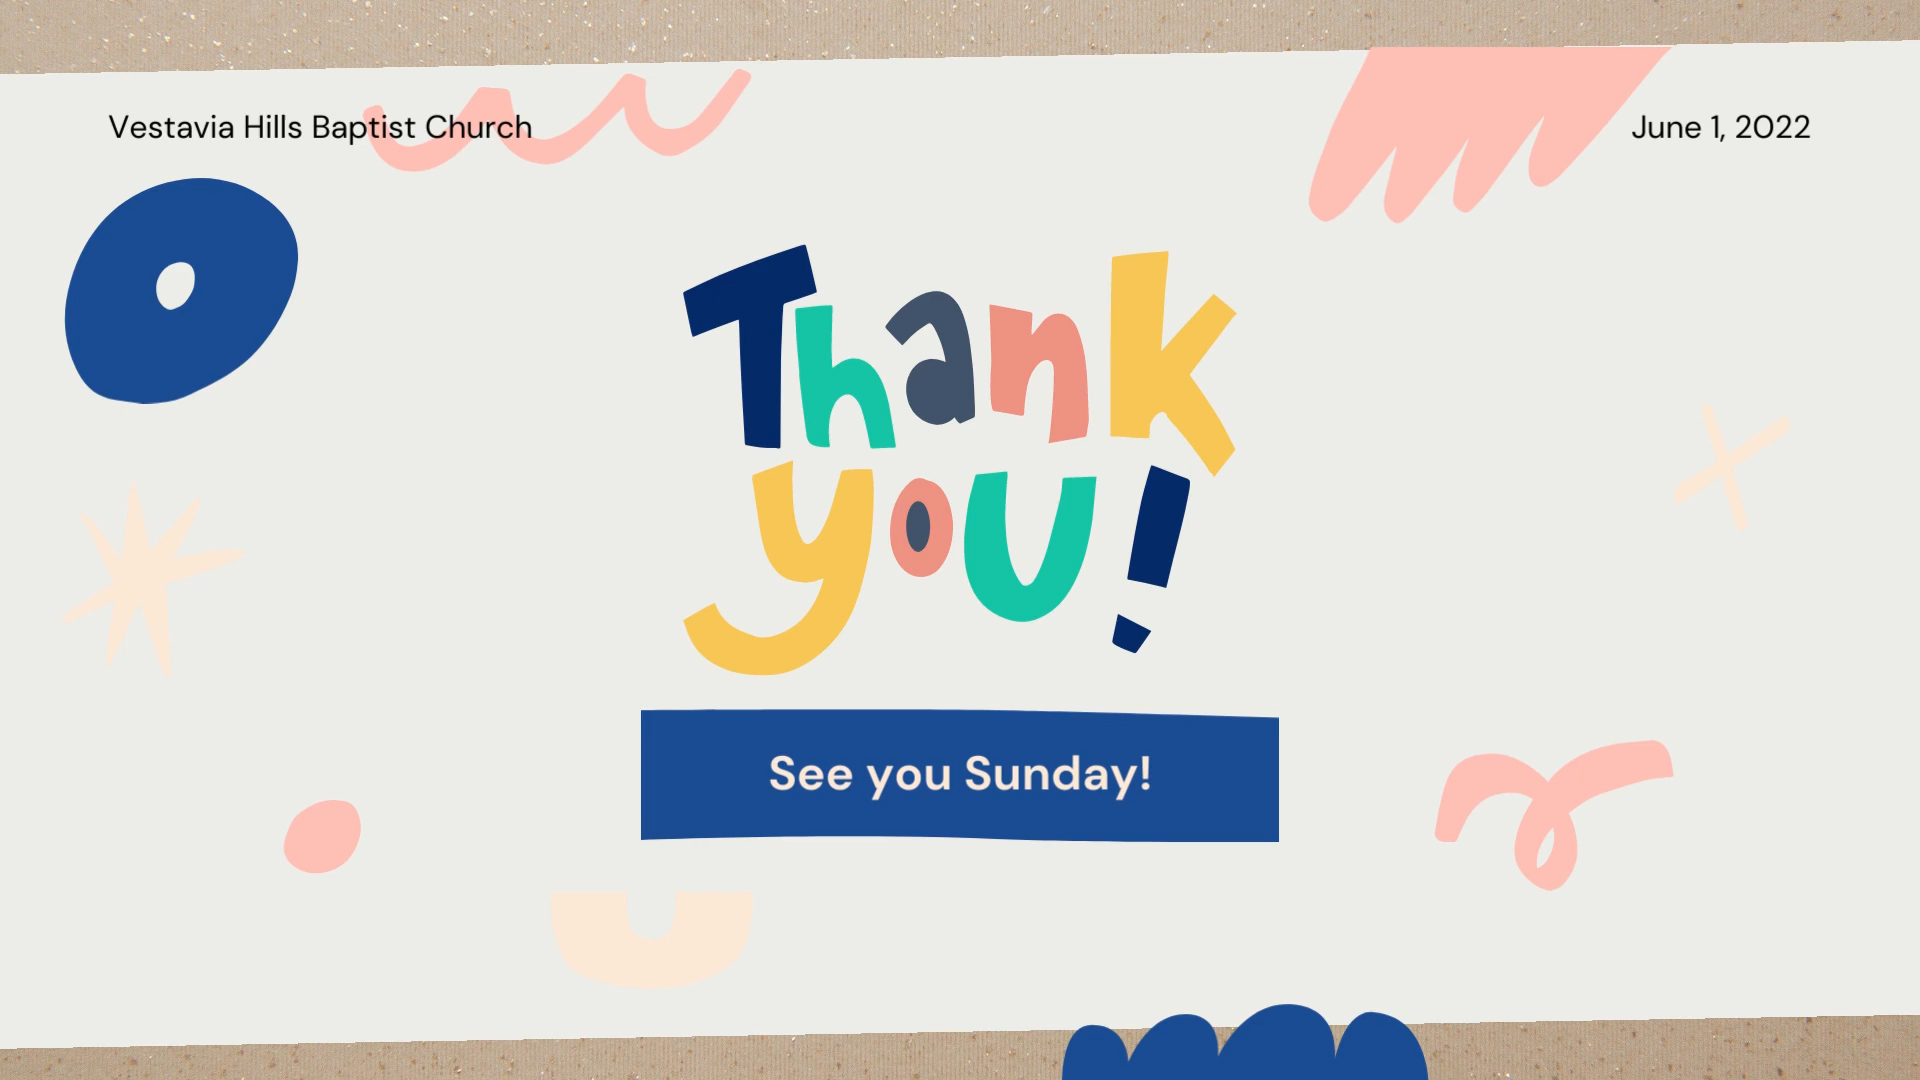 Vestavia Hills Baptist Church
June 1, 2022
Thank
you!
See you Sunday!